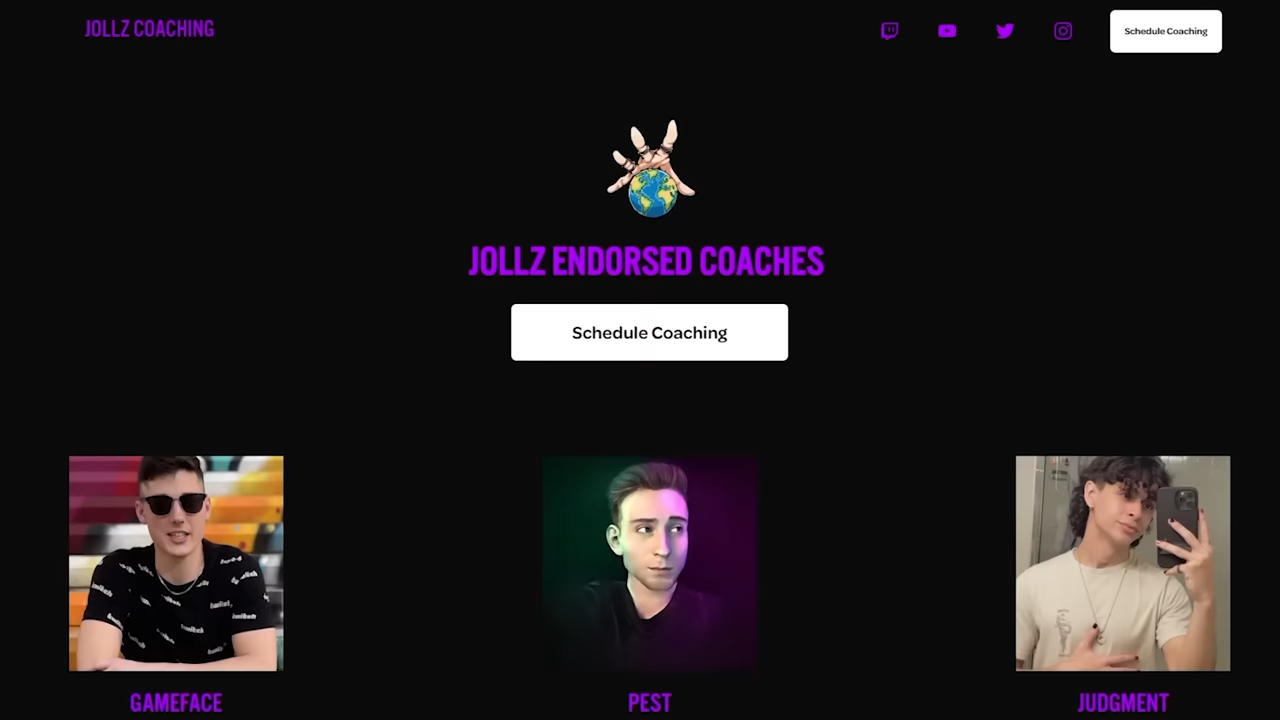 JOLLZ COACHING
Schedule Coaching
JOLLZ ENDORSED COACHES
Schedule Coaching
GAMEFACE
PEST
JUDGMENT